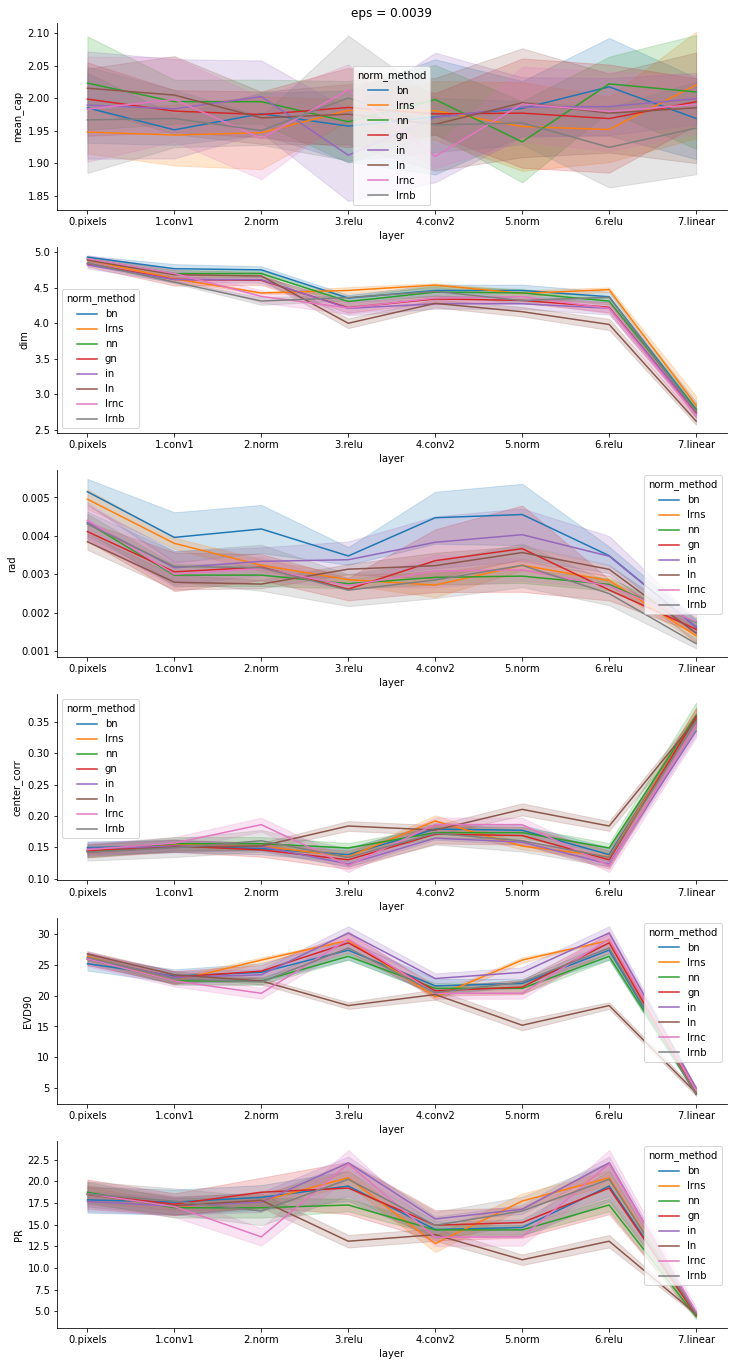 eps = 0.0039
mean_cap
2.10
2.05
2.00
1.95
1.90
1.85
norm_method
bn
lrns
nn
gn
in
ln
lrnc
lrnb
0.pixels 1.conv1 2.norm 3.relu 4.conv2 5.norm 6.relu 7.linear
layer
dim
5.0
4.5
4.0
3.5
3.0
2.5
norm_method
bn
lrns
nn
gn
in
ln
lrnc
lrnb
0.pixels 1.conv1 2.norm 3.relu 4.conv2 5.norm 6.relu 7.linear
layer
rad
0.005
0.004
0.003
0.002
0.001
norm_method
bn
lrns
nn
gn
in
ln
lrnc
lrnb
0.pixels 1.conv1 2.norm 3.relu 4.conv2 5.norm 6.relu 7.linear
layer
center_corr
0.35
0.30
0.25
0.20
0.15
0.10
norm_method
bn
lrns
nn
gn
in
ln
lrnc
lrnb
0.pixels 1.conv1 2.norm 3.relu 4.conv2 5.norm 6.relu 7.linear
layer
EVD90
30
25
20
15
10
5
norm_method
bn
lrns
nn
gn
in
ln
lrnc
lrnb
0.pixels 1.conv1 2.norm 3.relu 4.conv2 5.norm 6.relu 7.linear
layer
PR
22.5
20.0
17.5
15.0
12.5
10.0
7.5
5.0
norm_method
bn
lrns
nn
gn
in
ln
lrnc
lrnb
0.pixels 1.conv1 2.norm 3.relu 4.conv2 5.norm 6.relu 7.linear
layer